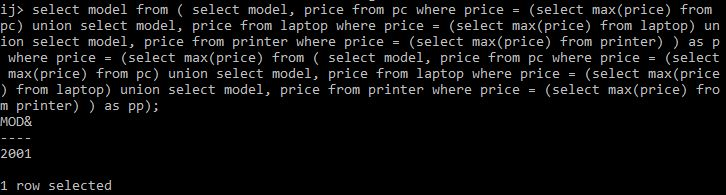 ij> select model from ( select model, price from pc where price = (select max(price) from
pc) union select model, price from laptop where price = (select max(price) from laptop) un
ion select model, price from printer where price = (select max(price) from printer) ) as p
 where price = (select max(price) from ( select model, price from pc where price = (select
 max(price) from pc) union select model, price from laptop where price = (select max(price
) from laptop) union select model, price from printer where price = (select max(price) fro
m printer) ) as pp);
MOD&
----
2001
1 row selected